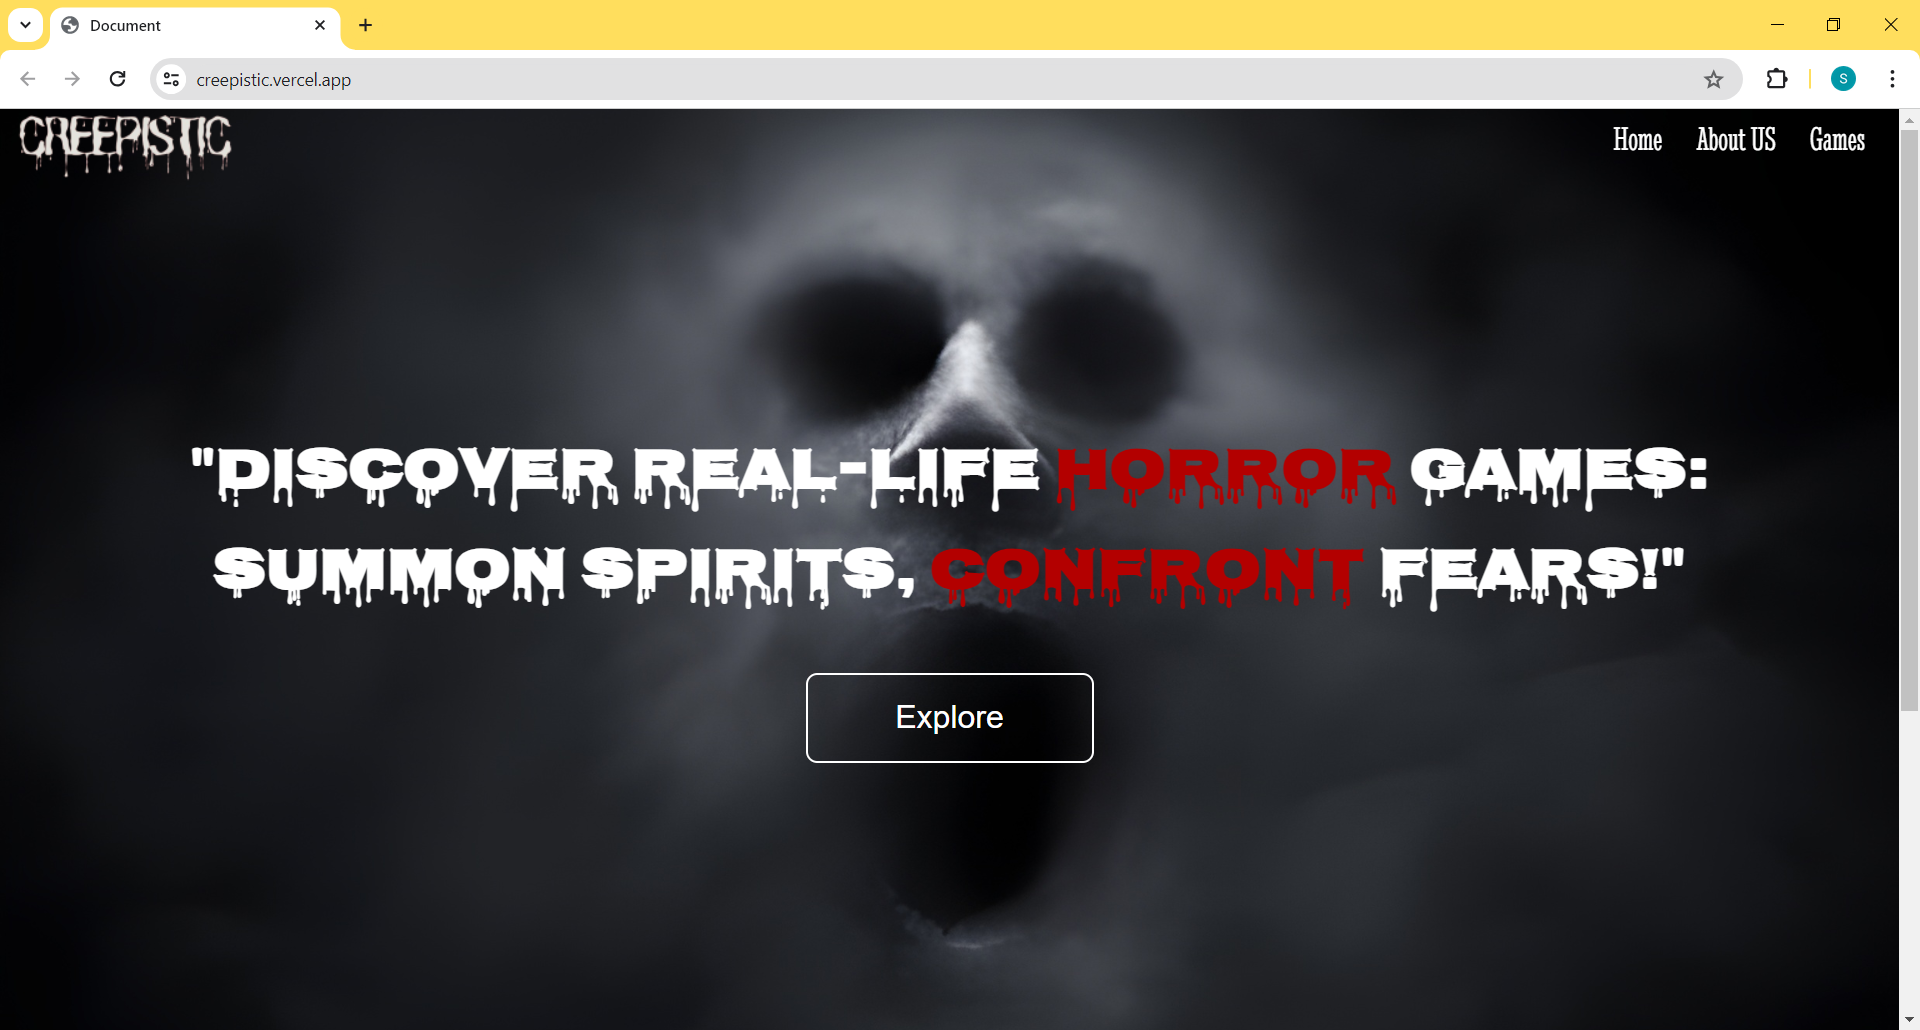 Document
creepistic.vercel.app
S
CREEPISTIC
Home About US Games
"DISCOVER REAL-LIFE HORROR GAMES:
SUMMON SPIRITS, CONFRONT FEARS!"
Explore